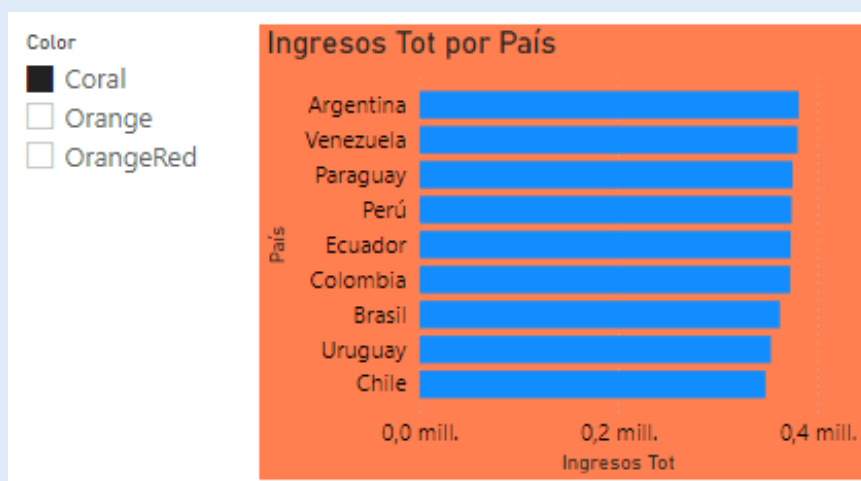 Color
Coral
Orange
OrangeRed
Ingresos Tot por País
País
Argentina
Venezuela
Paraguay
Perú
Ecuador
Colombia
Brasil
Uruguay
Chile
0,0 mill. 0,2 mill. 0,4 mill.
Ingresos Tot